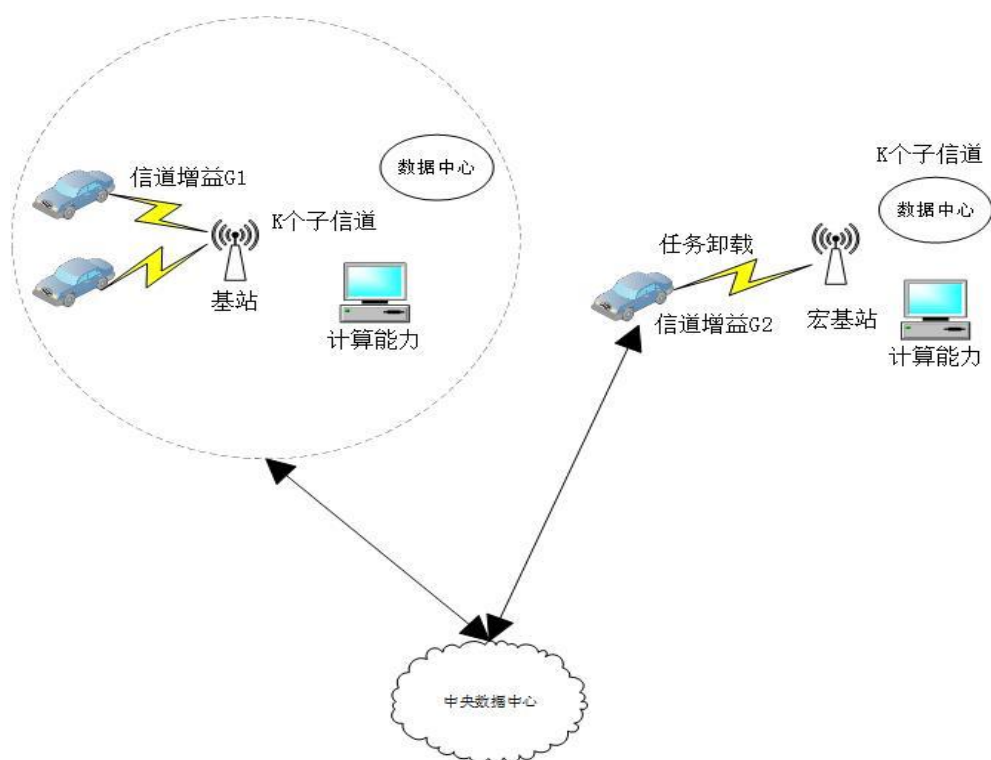 数据中心
信道增益G1
K个子信道
基站
计算能力
K个子信道
数据中心
任务卸载
信道增益G2
宏基站
计算能力
中央数据中心